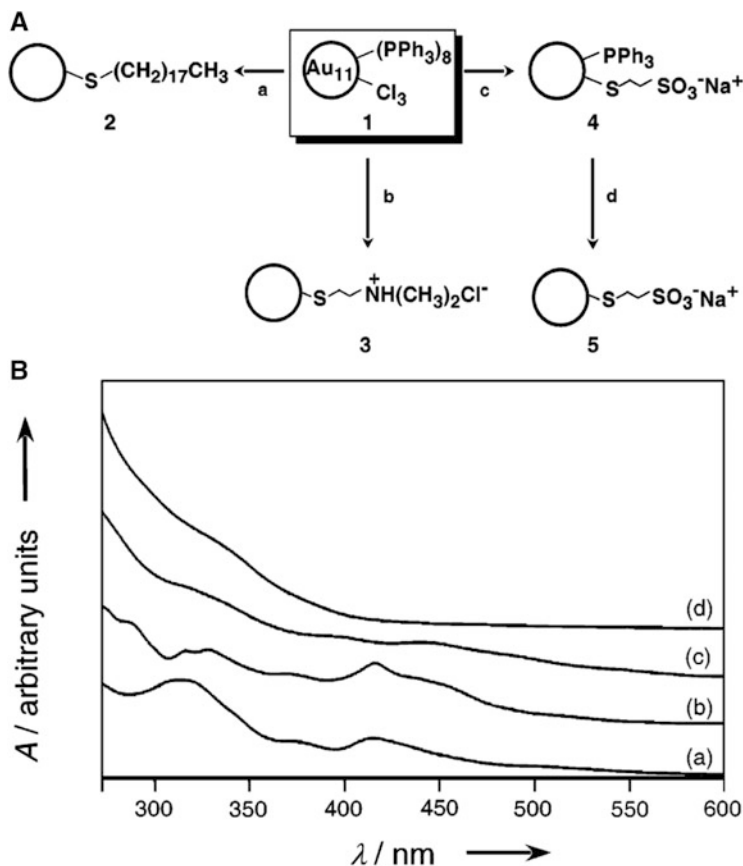 A
S (CH2)17CH3
2
a
Au11
(PPh3)8
Cl3
1
c
PPh3
S SO3-Na+
4
b
d
S +NH(CH3)2Cl-
3
S SO3-Na+
5
B
A / arbitrary units
(d)
(c)
(b)
(a)
300 350 400 450 500 550 600
λ / nm